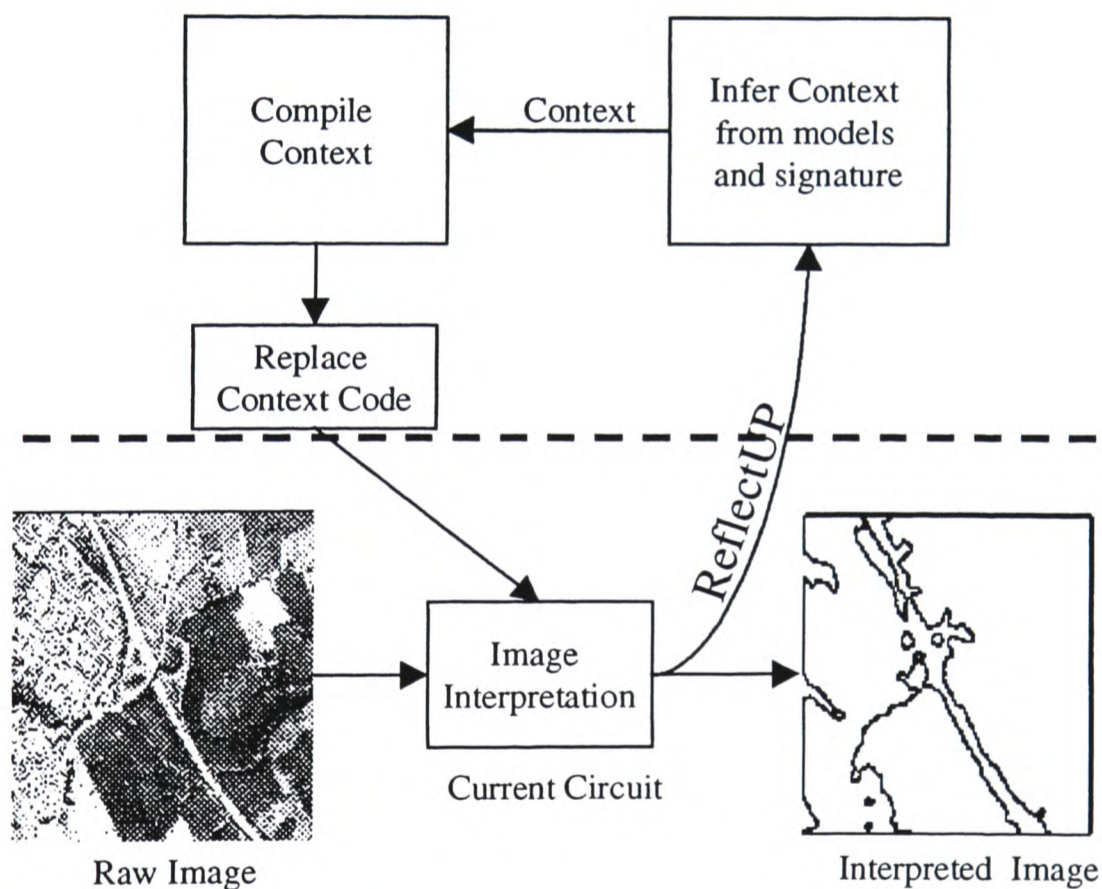 Compile
Context
Context
Infer Context
from models
and signature
Replace
Context Code
ReflectUP
Image
Interpretation
Current Circuit
Raw Image
Interpreted Image